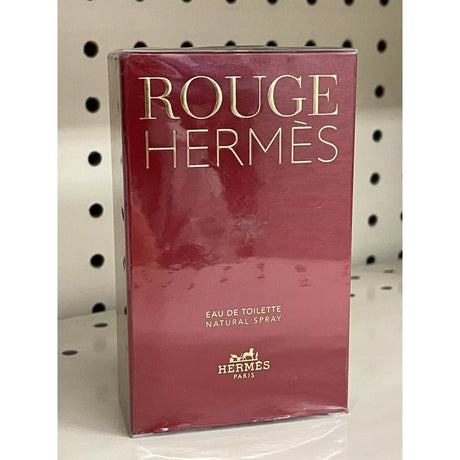 ROUGE
HERMÈS
EAU DE TOILETTE
NATURAL SPRAY
HERMÈS
PARIS